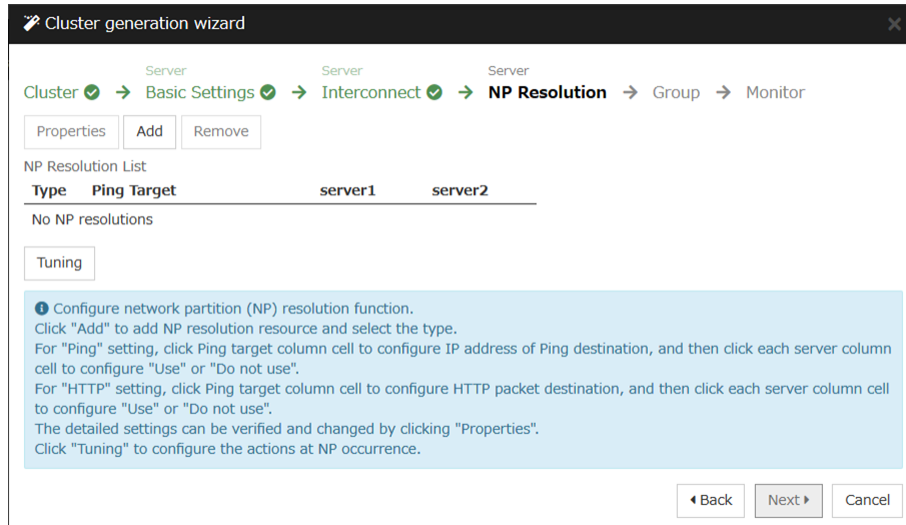 Cluster generation wizard
Server Server Server
Cluster → Basic Settings → Interconnect → NP Resolution → Group → Monitor
Properties Add Remove
NP Resolution List
Type Ping Target server1 server2
No NP resolutions
Tuning
Configure network partition (NP) resolution function.
Click "Add" to add NP resolution resource and select the type.
For "Ping" setting, click Ping target column cell to configure IP address of Ping destination, and then click each server column
cell to configure "Use" or "Do not use".
For "HTTP" setting, click Ping target column cell to configure HTTP packet destination, and then click each server column cell
to configure "Use" or "Do not use".
The detailed settings can be verified and changed by clicking "Properties".
Click "Tuning" to configure the actions at NP occurrence.
Back Next Cancel